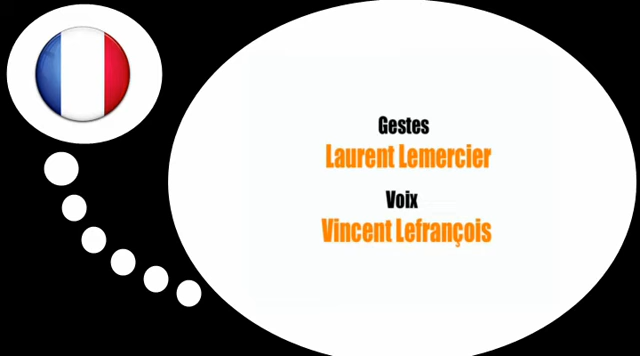 Gestes
Laurent Lemercier
Voix
Vincent Lefrançois